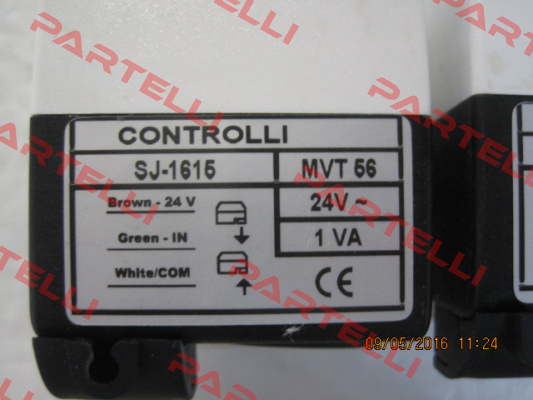 CONTROLLI
SJ-1615
MVT 56
Brown - 24 V
24V ~
Green - IN
1 VA
White/COM
CE
09/05/2016 11:24
PARTELLI
PARTELLI
PARTELLI
PARTELLI
PARTELLI